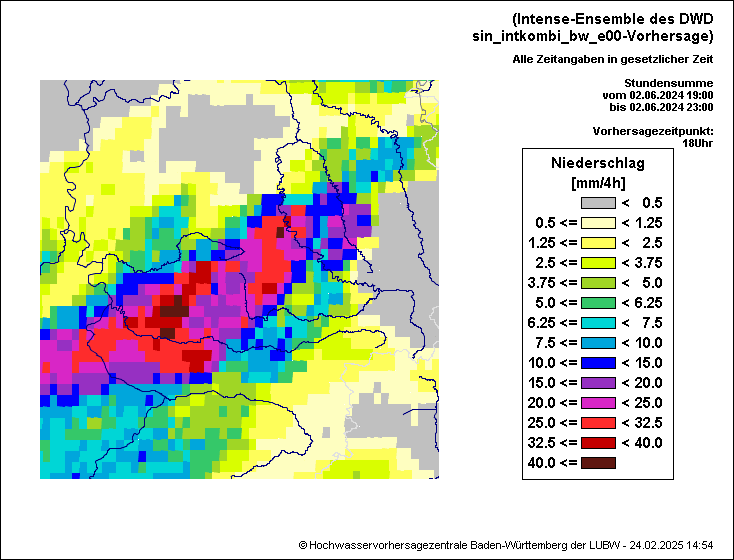 (Intense-Ensemble des DWD
sin_intkombi_bw_e00-Vorhersage)
Alle Zeitangaben in gesetzlicher Zeit
Stundensumme
vom 02.06.2024 19:00
bis 02.06.2024 23:00
Vorhersagezeitpunkt:
18Uhr
Niederschlag
[mm/4h]
< 0.5
0.5 <= < 1.25
1.25 <= < 2.5
2.5 <= < 3.75
3.75 <= < 5.0
5.0 <= < 6.25
6.25 <= < 7.5
7.5 <= < 10.0
10.0 <= < 15.0
15.0 <= < 20.0
20.0 <= < 25.0
25.0 <= < 32.5
32.5 <= < 40.0
40.0 <=
© Hochwasservorhersagezentrale Baden-Württemberg der LUBW - 24.02.2025 14:54